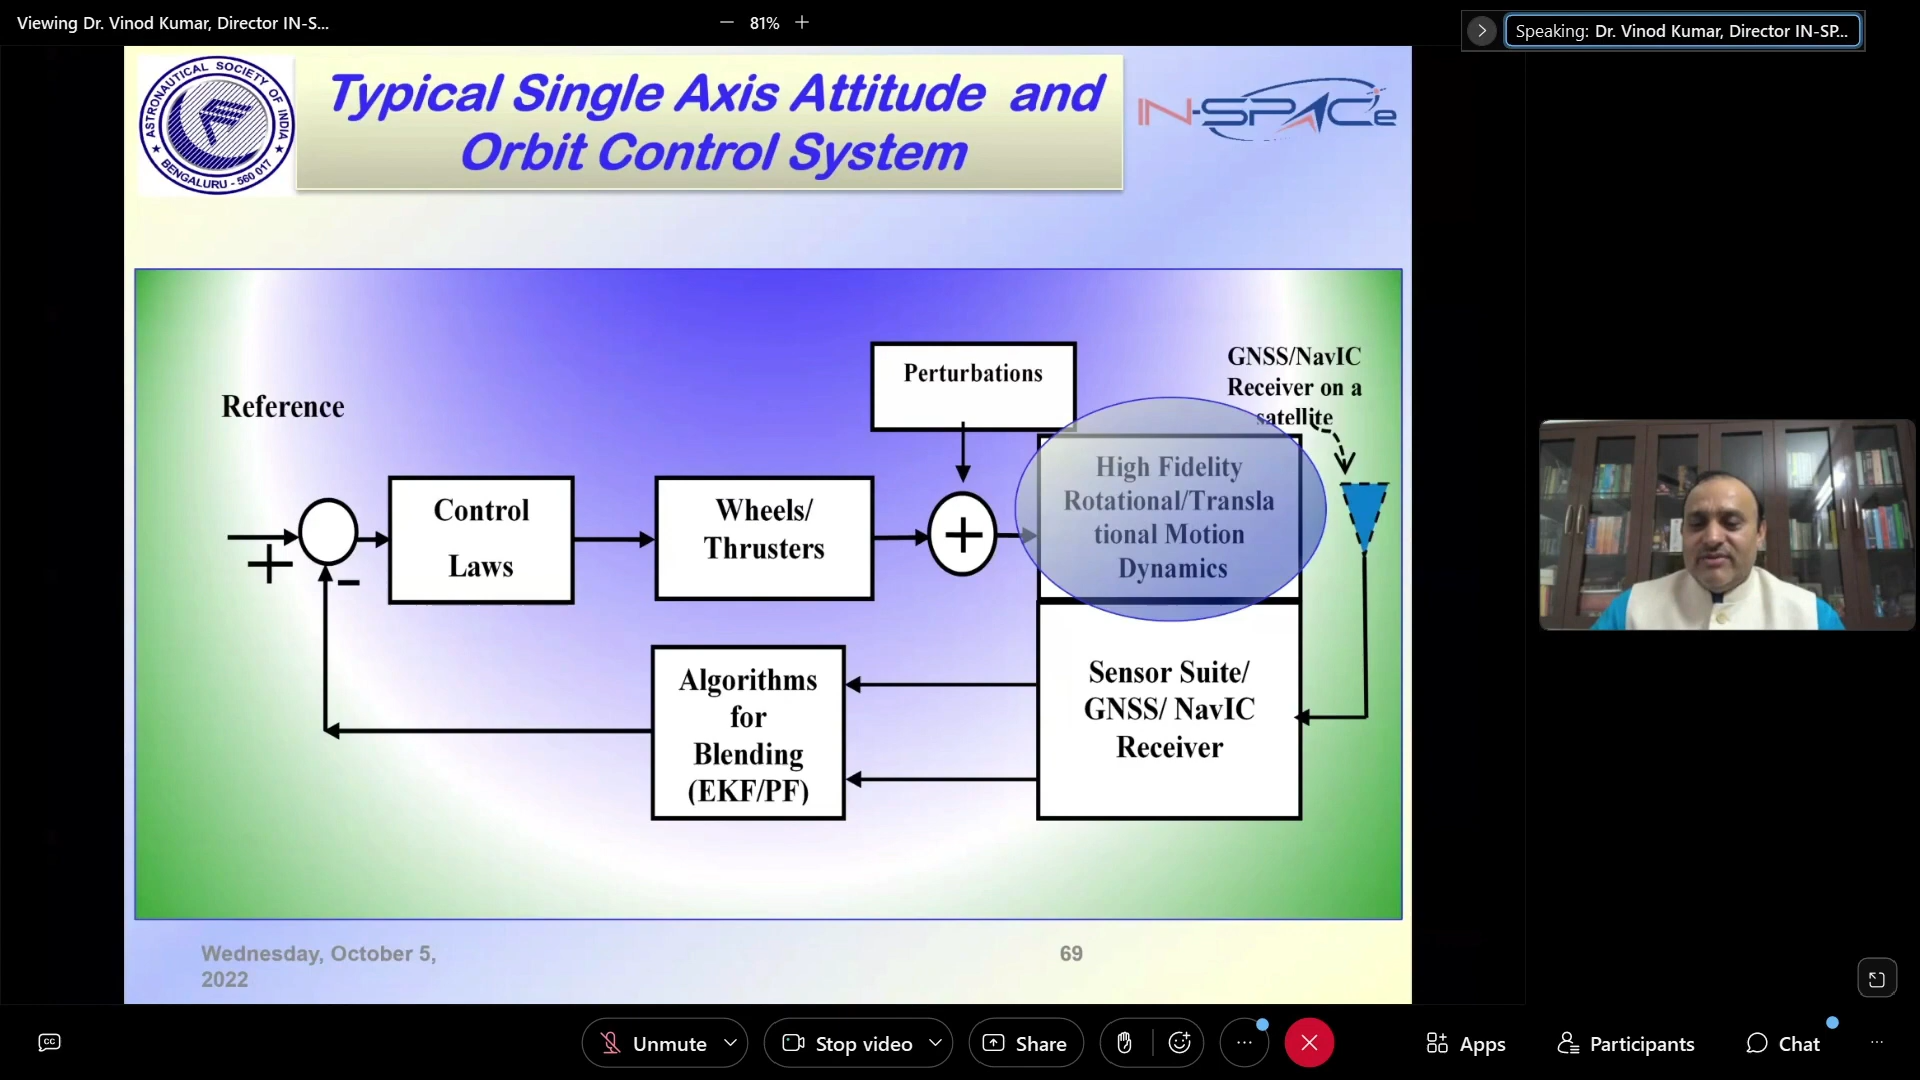 Viewing Dr. Vinod Kumar, Director IN-S...
81%
Speaking: Dr. Vinod Kumar, Director IN-SP...
ASTRONAUTICAL SOCIETY OF INDIA
BENGALURU - 560 017
Typical Single Axis Attitude and
Orbit Control System
IN-SPACe
Perturbations
GNSS/NavIC
Receiver on a
satellite
Reference
High Fidelity
Rotational/Transla
tional Motion
Dynamics
Control
Laws
Wheels/
Thrusters
+
+
-
Algorithms
for
Blending
(EKF/PF)
Sensor Suite/
GNSS/ NavIC
Receiver
Wednesday, October 5,
2022
69
CC
Unmute
Stop video
Share
...
Apps
Participants
Chat
...